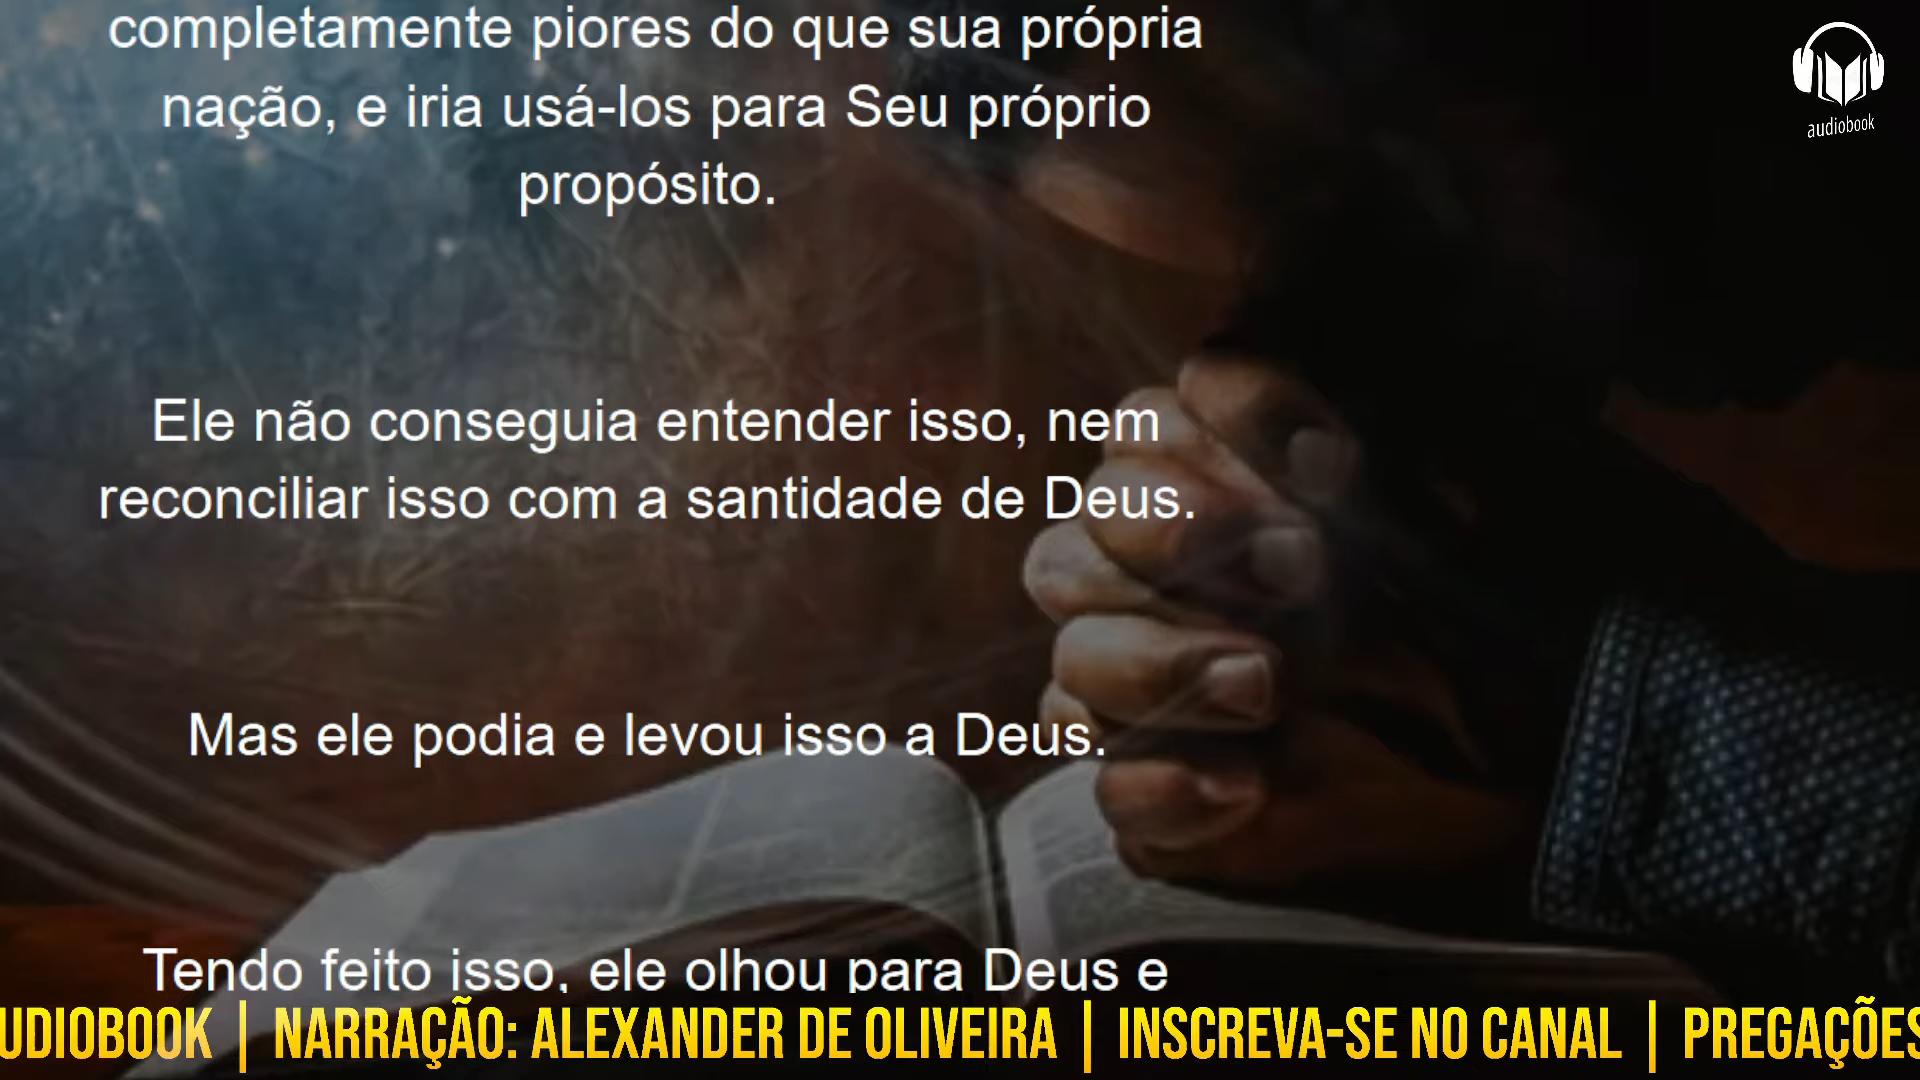 completamente piores do que sua própria
nação, e iria usá-los para Seu próprio
propósito.
Ele não conseguia entender isso, nem
reconciliar isso com a santidade de Deus.
Mas ele podia e levou isso a Deus.
Tendo feito isso, ele olhou para Deus e
audiobook
UDIOBOOK | NARRAÇÃO: ALEXANDER DE OLIVEIRA | INSCREVA-SE NO CANAL | PREGAÇÕES